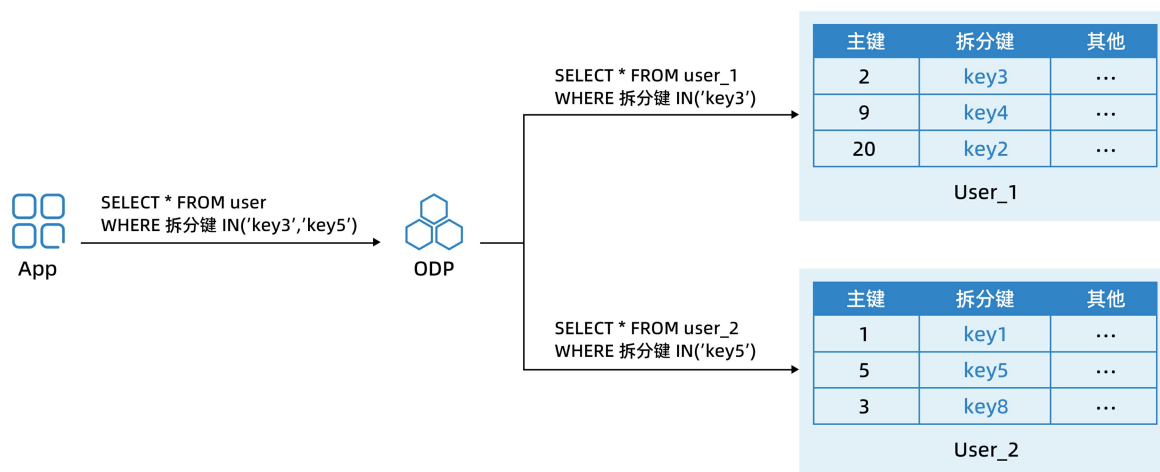 SELECT * FROM user
WHERE 拆分键 IN('key3','key5')
App
ODP
SELECT * FROM user_1
WHERE 拆分键 IN('key3')
主键 拆分键 其他
2 key3 ...
9 key4 ...
20 key2 ...
User_1
SELECT * FROM user_2
WHERE 拆分键 IN('key5')
主键 拆分键 其他
1 key1 ...
5 key5 ...
3 key8 ...
User_2